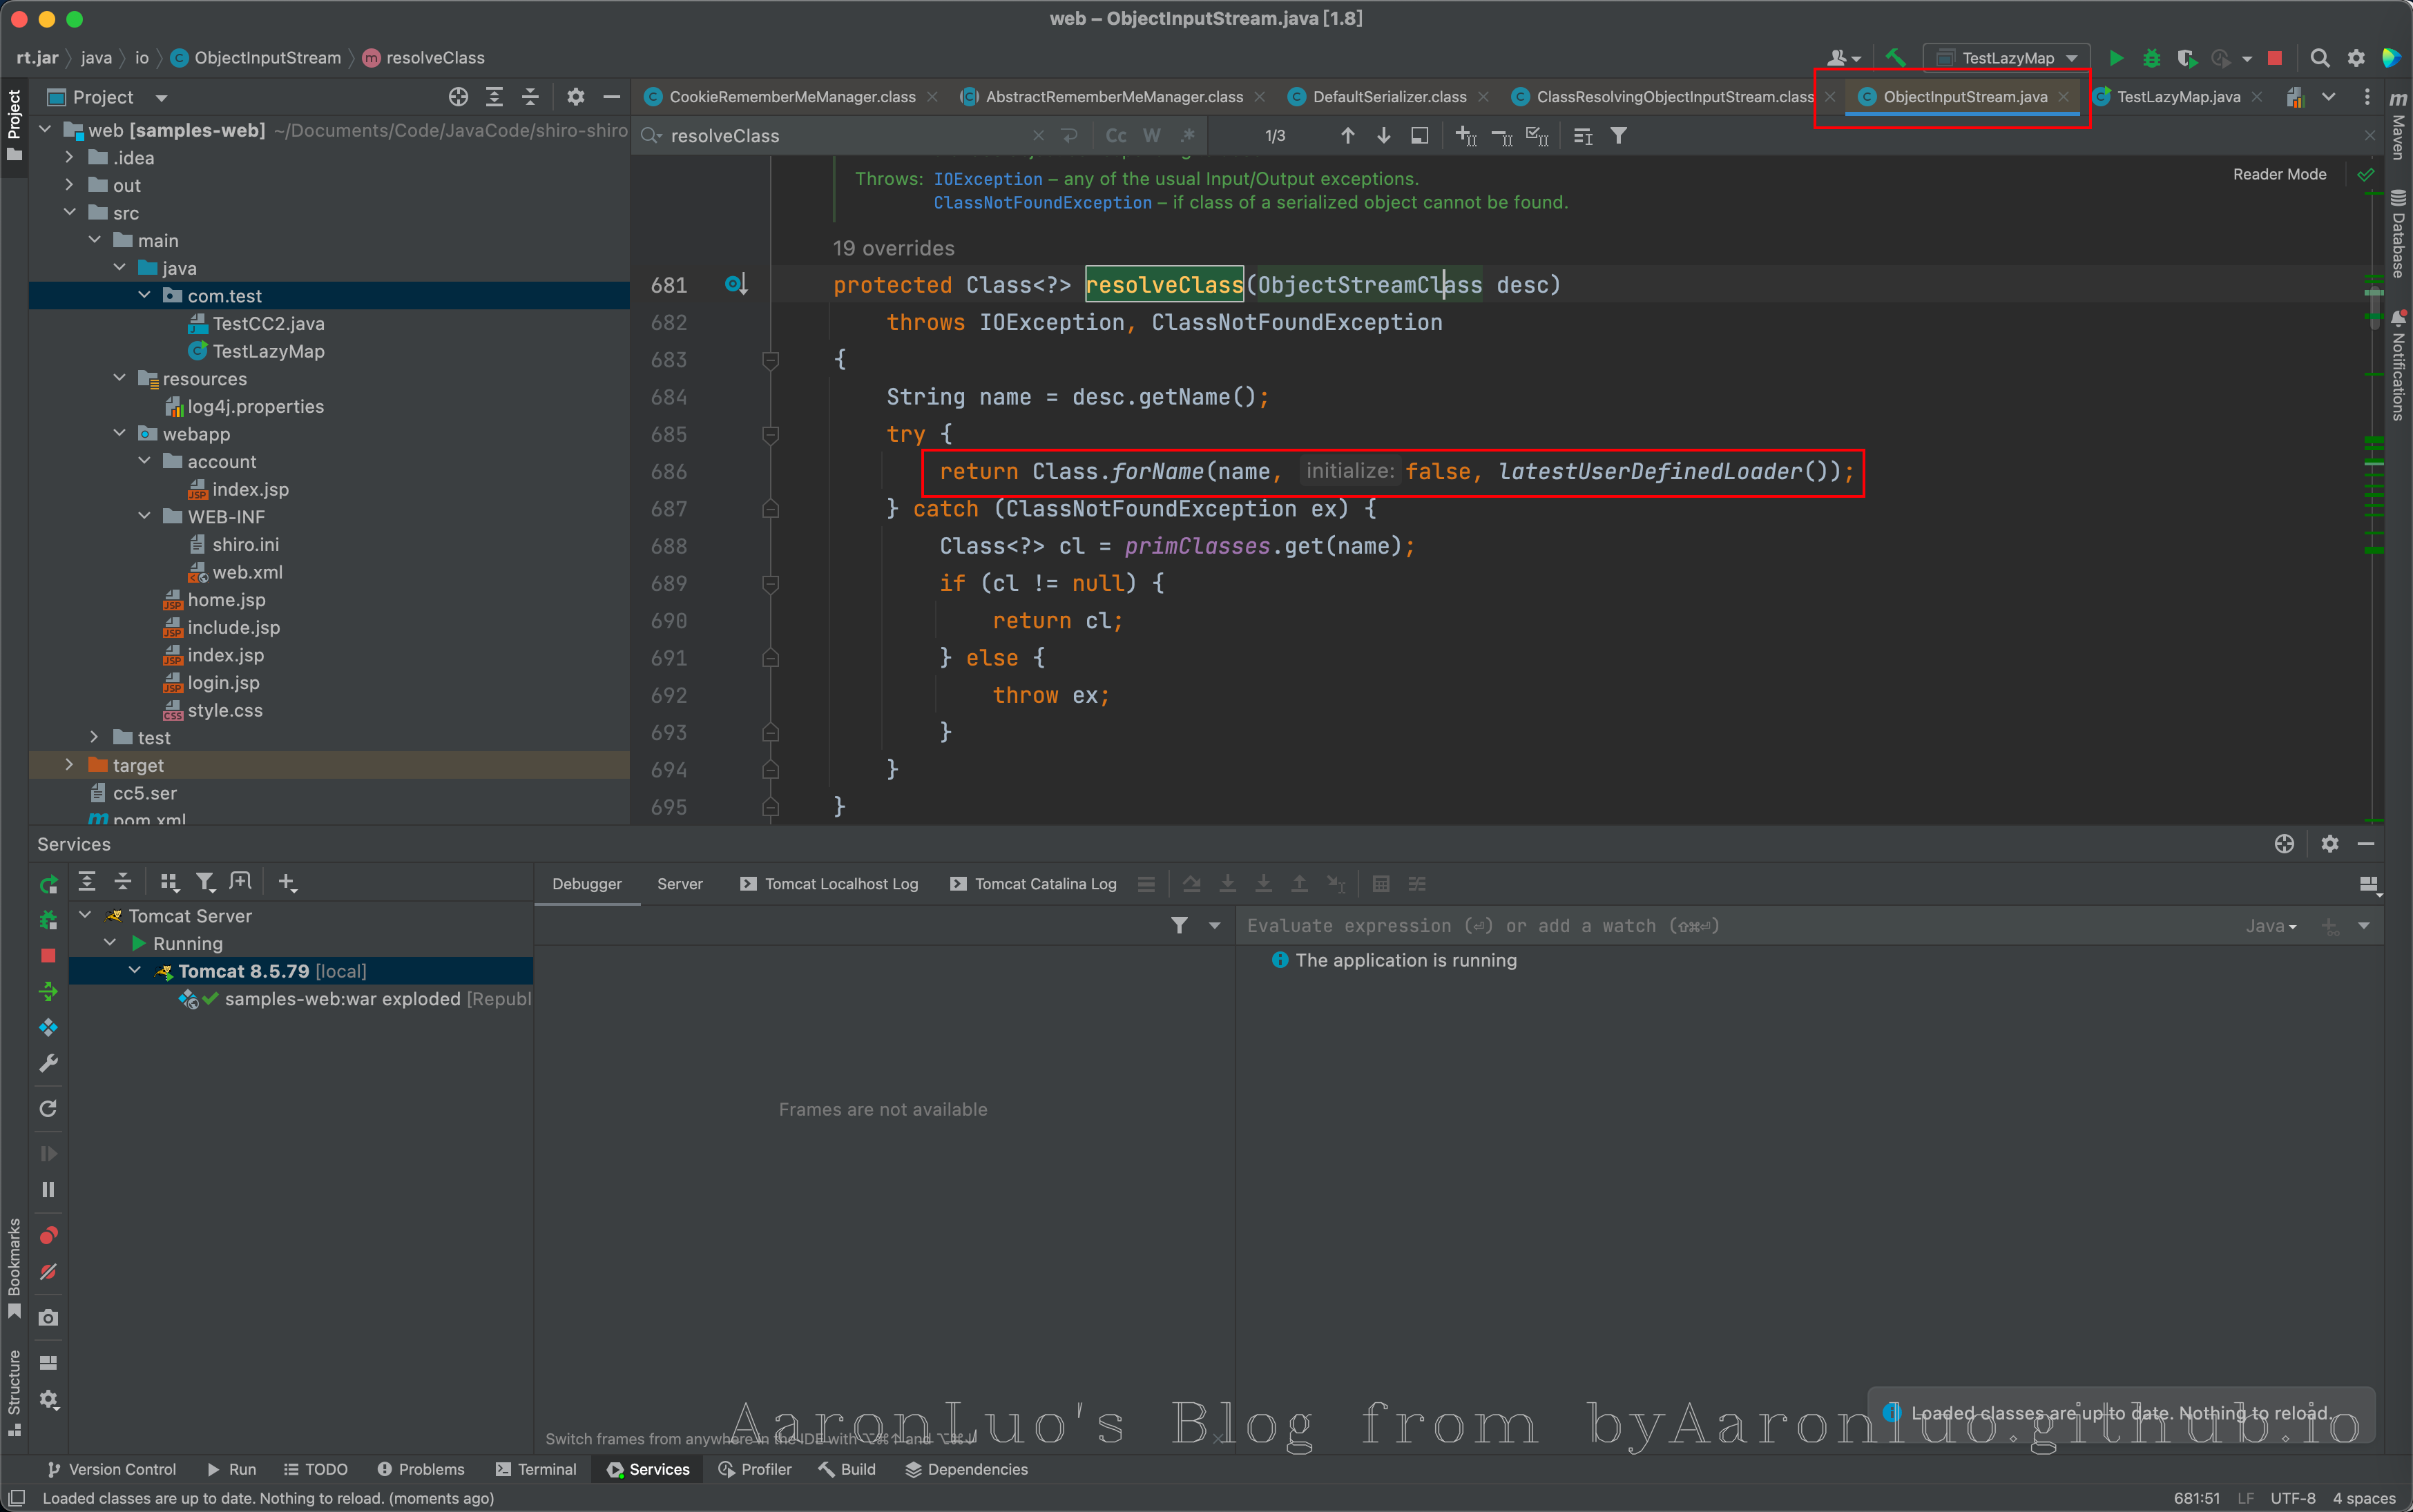 web – ObjectInputStream.java [1.8]
rt.jar java io ObjectInputStream resolveClass
TestLazyMap
Project
Project
CookieRememberMeManager.class
AbstractRememberMeManager.class
DefaultSerializer.class
ClassResolvingObjectInputStream.class
ObjectInputStream.java
TestLazyMap.java
web [samples-web] ~/Documents/Code/JavaCode/shiro-shiro
.idea
out
src
main
java
com.test
TestCC2.java
TestLazyMap
resources
log4j.properties
webapp
account
index.jsp
WEB-INF
shiro.ini
web.xml
home.jsp
include.jsp
index.jsp
login.jsp
style.css
test
target
cc5.ser
pom.xml
resolveClass
Cc W .*
1/3
Reader Mode
Throws: IOException – any of the usual Input/Output exceptions.
ClassNotFoundException – if class of a serialized object cannot be found.
19 overrides
681 protected Class<?> resolveClass(ObjectStreamClass desc)
682 throws IOException, ClassNotFoundException
683 {
684 String name = desc.getName();
685 try {
686 return Class.forName(name, initialize: false, latestUserDefinedLoader());
687 } catch (ClassNotFoundException ex) {
688 Class<?> cl = primClasses.get(name);
689 if (cl != null) {
690 return cl;
691 } else {
692 throw ex;
693 }
694 }
695 }
Maven
Database
Notifications
Services
Debugger
Server
Tomcat Localhost Log
Tomcat Catalina Log
Tomcat Server
Running
Tomcat 8.5.79 [local]
samples-web:war exploded [Republ
Evaluate expression (⏎) or add a watch (⇧⌘⏎)
Java
The application is running
Frames are not available
Switch frames from anywhere in the IDE with ⌥⌘↑ and ⌥⌘↓
Loaded classes are up to date. Nothing to reload.
AaronLuo's Blog from byAaronluo.github.io
Bookmarks
Structure
Version Control
Run
TODO
Problems
Terminal
Services
Profiler
Build
Dependencies
Loaded classes are up to date. Nothing to reload. (moments ago)
681:51 LF UTF-8 4 spaces